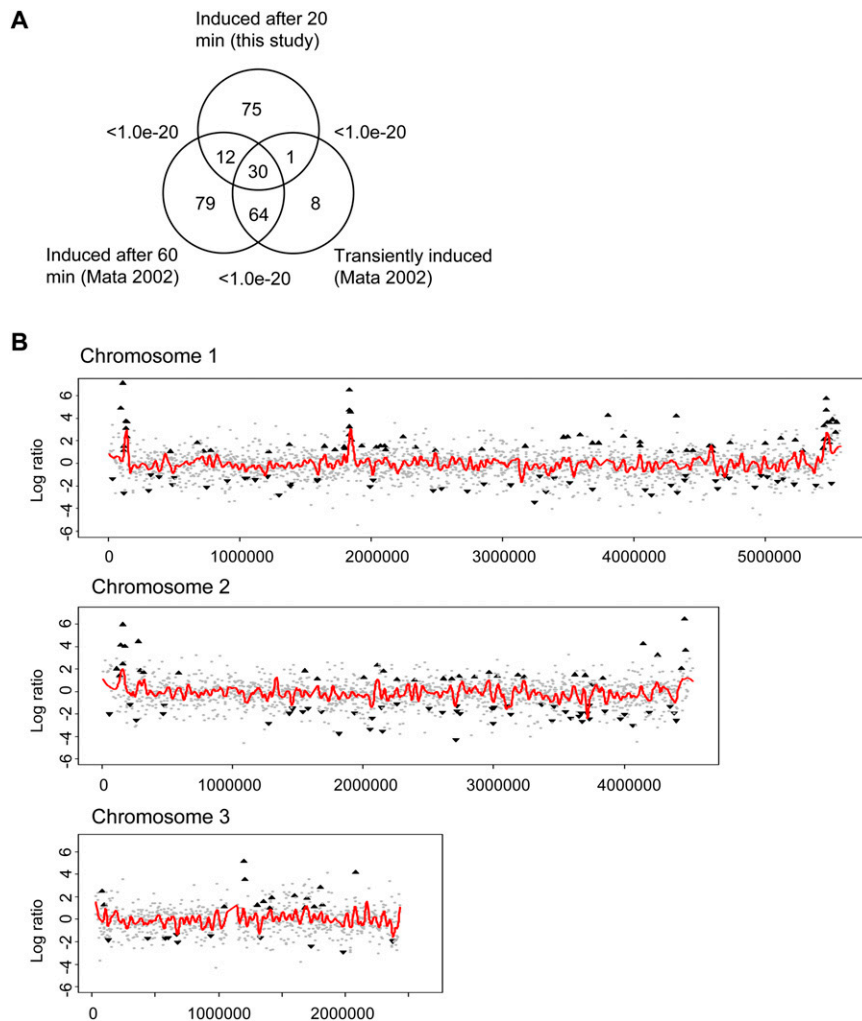 A
Induced after 20
min (this study)
75
<1.0e-20
<1.0e-20
12
1
30
79
8
64
Induced after 60
min (Mata 2002)
Transiently induced
(Mata 2002)
<1.0e-20
B
Chromosome 1
Log ratio
6
4
2
0
-2
-4
-6
0 1000000 2000000 3000000 4000000 5000000
Chromosome 2
Log ratio
6
4
2
0
-2
-4
-6
0 1000000 2000000 3000000 4000000
Chromosome 3
Log ratio
6
4
2
0
-2
-4
-6
0 1000000 2000000